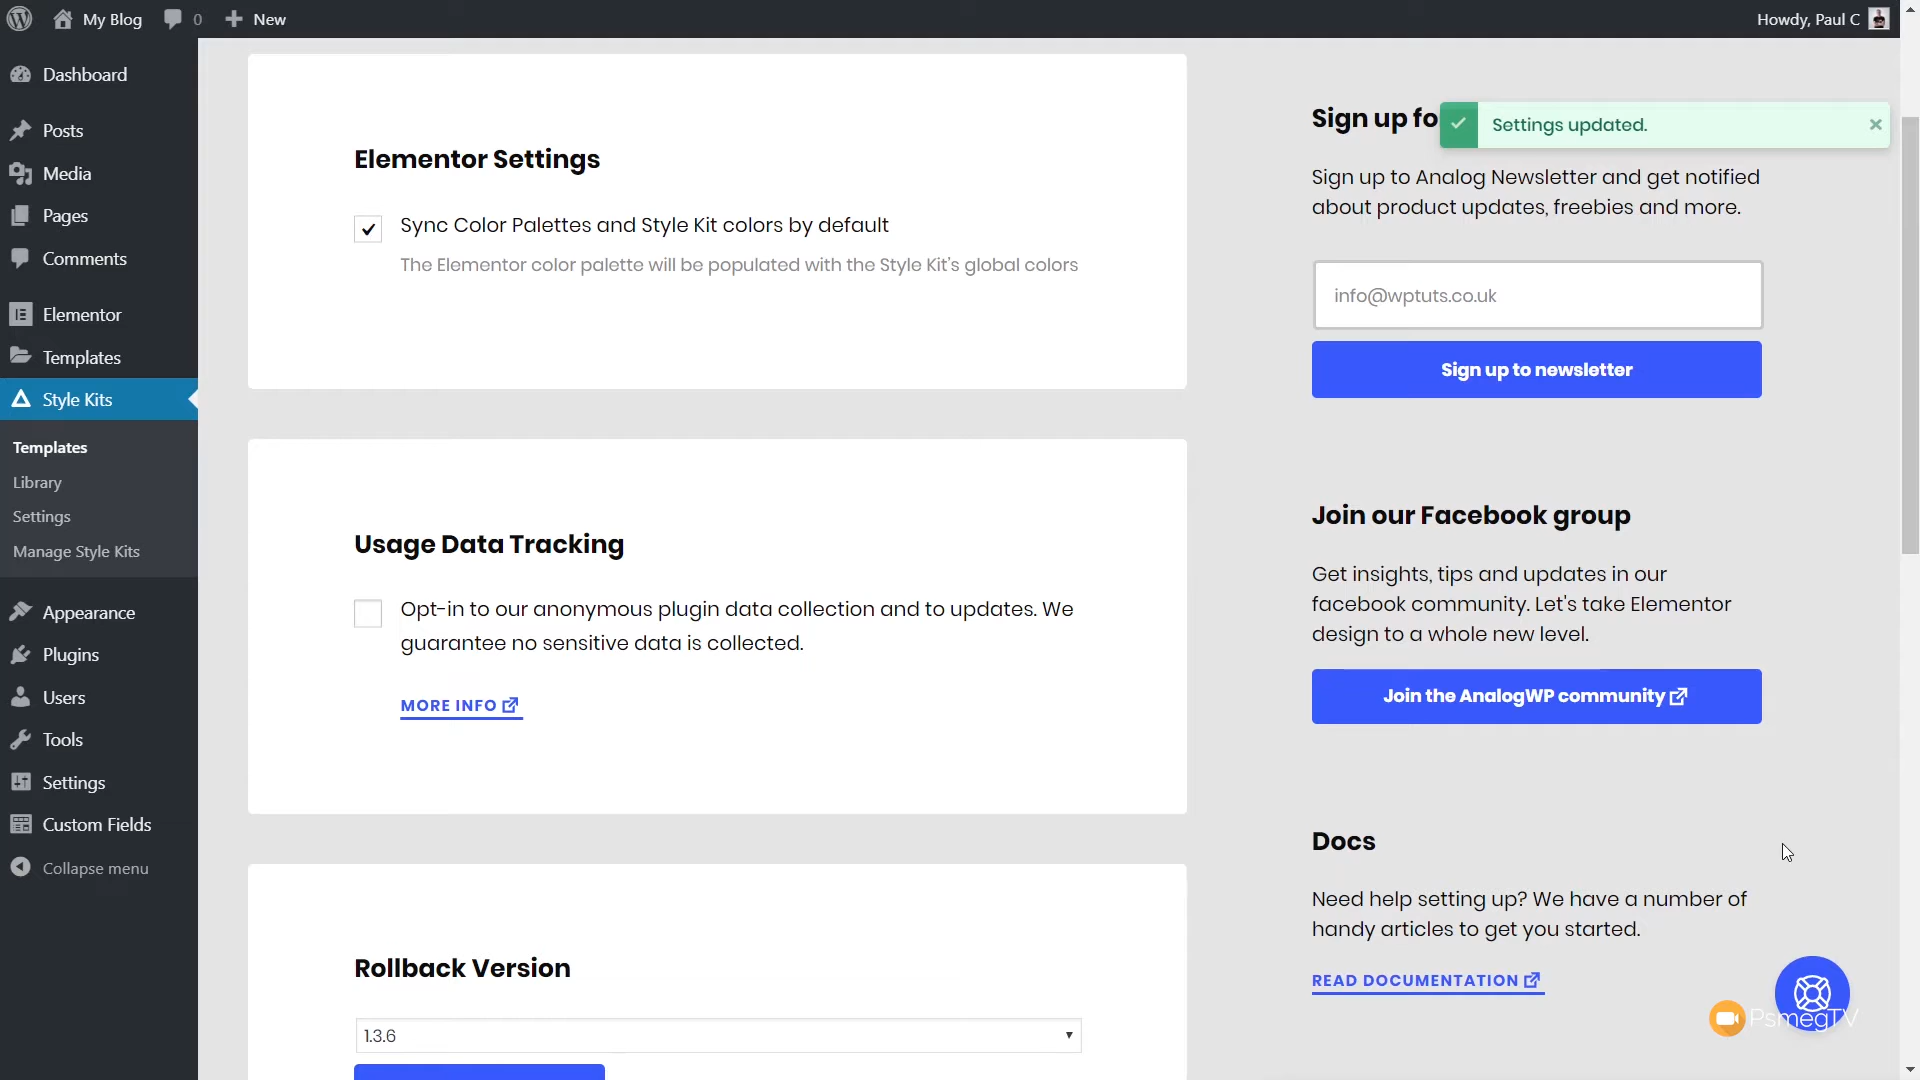 My Blog
0
New
Howdy, Paul C
Dashboard
Posts
Media
Pages
Comments
Elementor
Templates
Style Kits
Templates
Library
Settings
Manage Style Kits
Appearance
Plugins
Users
Tools
Settings
Custom Fields
Collapse menu
Elementor Settings
Sync Color Palettes and Style Kit colors by default
The Elementor color palette will be populated with the Style Kit's global colors
Usage Data Tracking
Opt-in to our anonymous plugin data collection and to updates. We
guarantee no sensitive data is collected.
MORE INFO
Rollback Version
1.3.6
Sign up fo
Settings updated.
Sign up to Analog Newsletter and get notified
about product updates, freebies and more.
info@wptuts.co.uk
Sign up to newsletter
Join our Facebook group
Get insights, tips and updates in our
facebook community. Let's take Elementor
design to a whole new level.
Join the AnalogWP community
Docs
Need help setting up? We have a number of
handy articles to get you started.
READ DOCUMENTATION
PsmegTV